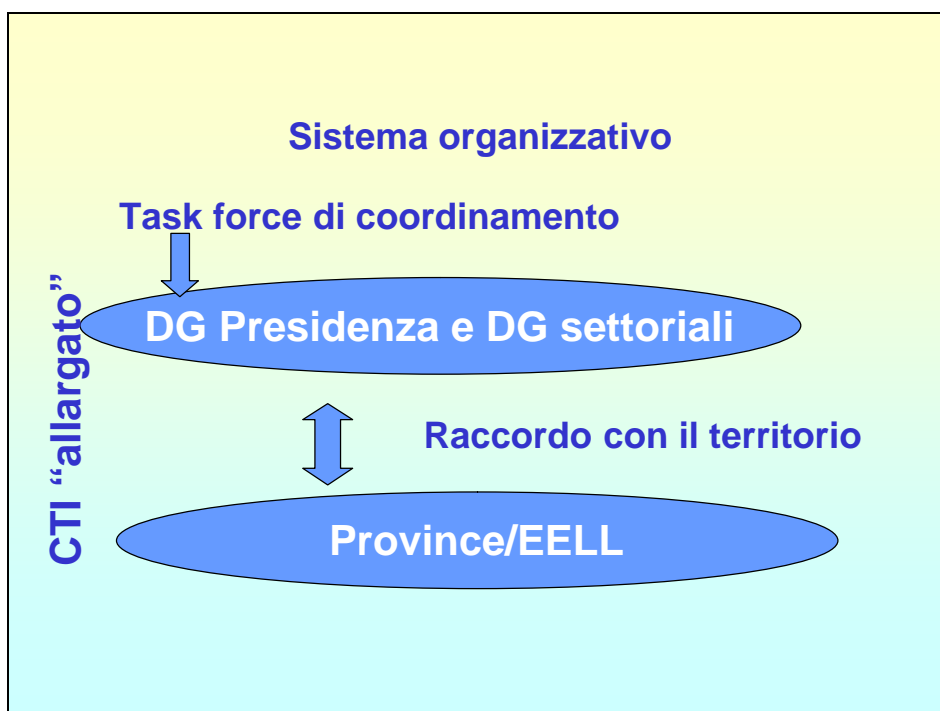 Sistema organizzativo
Task force di coordinamento
DG Presidenza e DG settoriali
CTI “allargato”
Raccordo con il territorio
Province/EELL